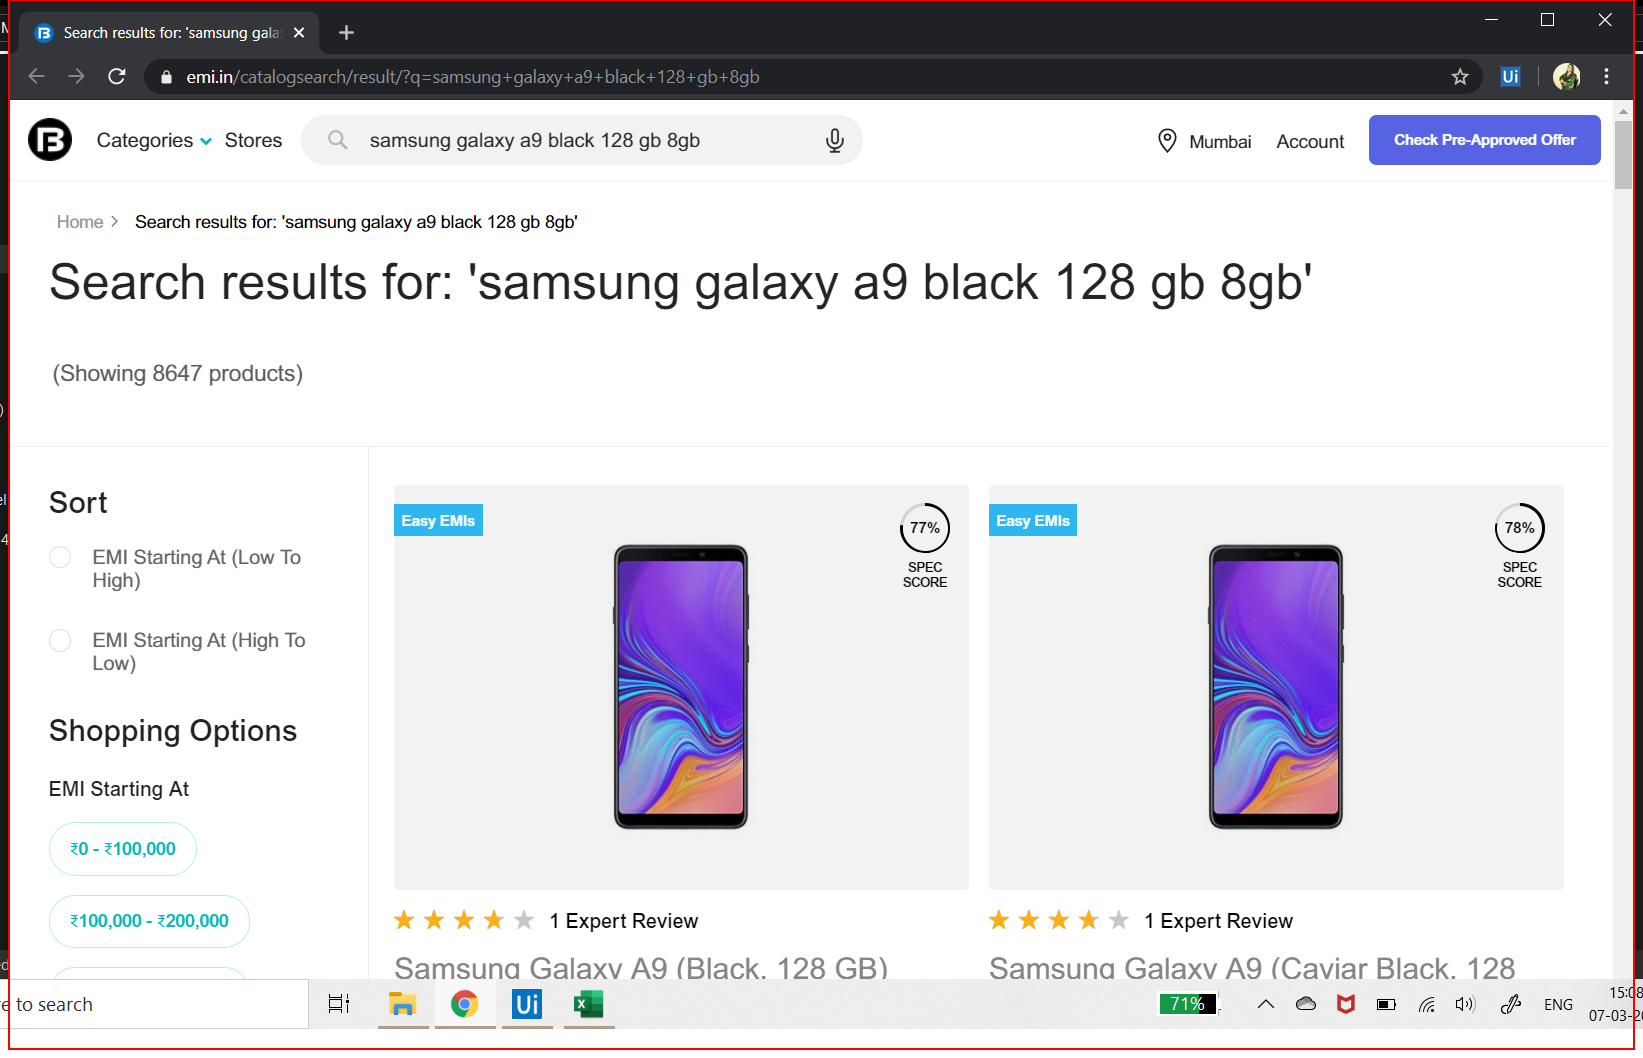 Search results for: 'samsung gala
emi.in/catalogsearch/result/?q=samsung+galaxy+a9+black+128+gb+8gb
Ui
B
Categories
Stores
samsung galaxy a9 black 128 gb 8gb
Mumbai
Account
Check Pre-Approved Offer
Home > Search results for: 'samsung galaxy a9 black 128 gb 8gb'
Search results for: 'samsung galaxy a9 black 128 gb 8gb'
(Showing 8647 products)
Sort
EMI Starting At (Low To
High)
EMI Starting At (High To
Low)
Shopping Options
EMI Starting At
₹0 - ₹100,000
₹100,000 - ₹200,000
Easy EMIs
77%
SPEC
SCORE
1 Expert Review
Samsung Galaxy A9 (Black, 128 GB)
Easy EMIs
78%
SPEC
SCORE
1 Expert Review
Samsung Galaxy A9 (Caviar Black, 128
e to search
Ui
71%
ENG
15:08
07-03-20